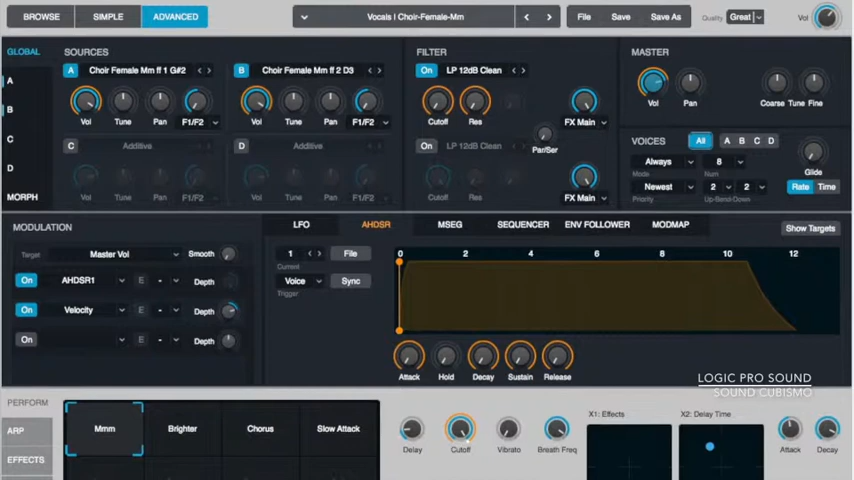 BROWSE SIMPLE ADVANCED Vocals | Choir-Female-Mm File Save Save As Quality Great Vol
GLOBAL SOURCES FILTER MASTER
A A Choir Female Mm ff 1 G#2 B Choir Female Mm ff 2 D3 On LP 12dB Clean
Vol Tune Pan F1/F2 Vol Tune Pan F1/F2 Cutoff Res FX Main Vol Pan Coarse Tune Fine
B
C C Additive D Additive On LP 12dB Clean Par/Ser VOICES All A B C D
Always 8 Glide
Mode Num
D Newest 2 2 Rate Time
MORPH Vol Tune Pan F1/F2 Vol Tune Pan F1/F2 Cutoff Res FX Main Priority Up-Bend-Down
MODULATION LFO AHDSR MSEG SEQUENCER ENV FOLLOWER MODMAP Show Targets
Target Master Vol Smooth 1 File 0 2 4 6 8 10 12
Current
On AHDSR1 E - Depth Voice Sync
Trigger
On Velocity E - Depth
On E - Depth
Attack Hold Decay Sustain Release
LOGIC PRO SOUND
SOUND CUBISMO
PERFORM
ARP Mmm Brighter Chorus Slow Attack X1: Effects X2: Delay Time
Delay Cutoff Vibrato Breath Freq Attack Decay
EFFECTS